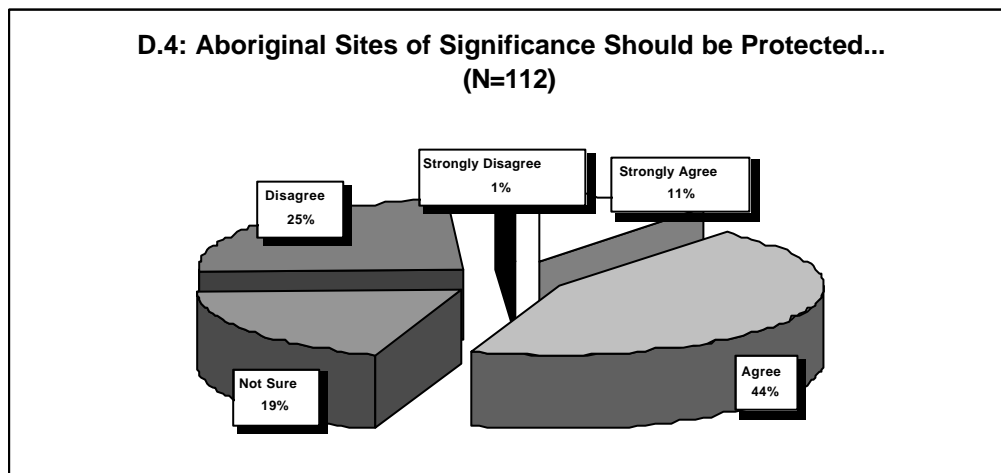 D.4: Aboriginal Sites of Significance Should be Protected...
(N=112)
Strongly Disagree
1%
Strongly Agree
11%
Disagree
25%
Not Sure
19%
Agree
44%